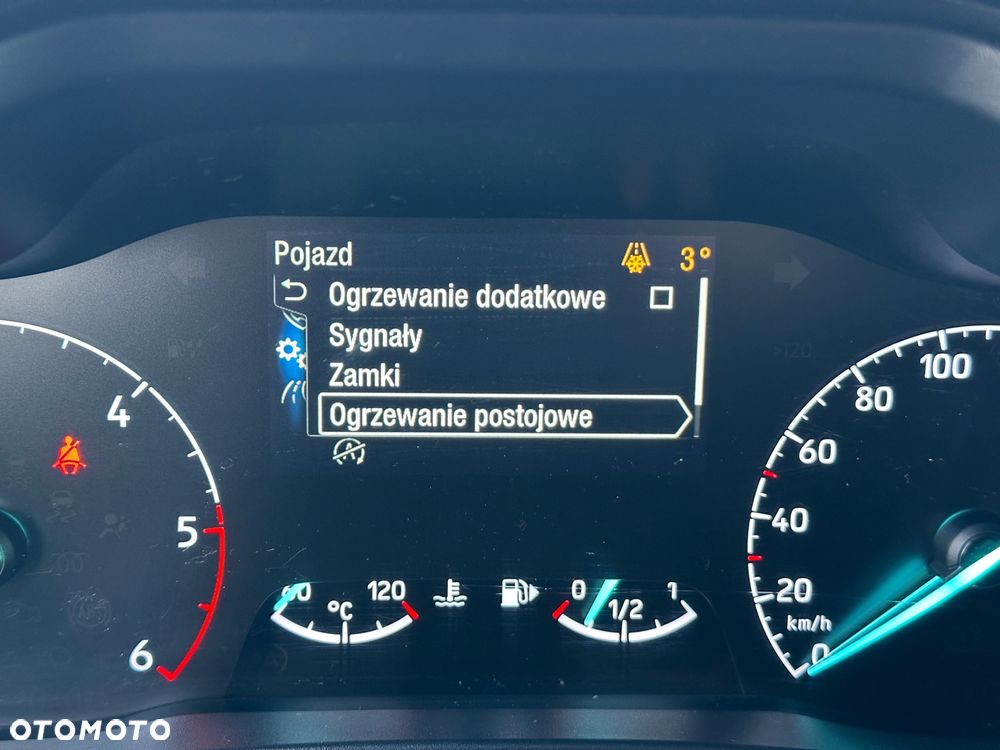 Pojazd 3°
Ogrzewanie dodatkowe
Sygnały
Zamki
Ogrzewanie postojowe
4
5
6
120
°C
0
1/2
1
>120
100
80
60
40
20
km/h
0
OTOMOTO